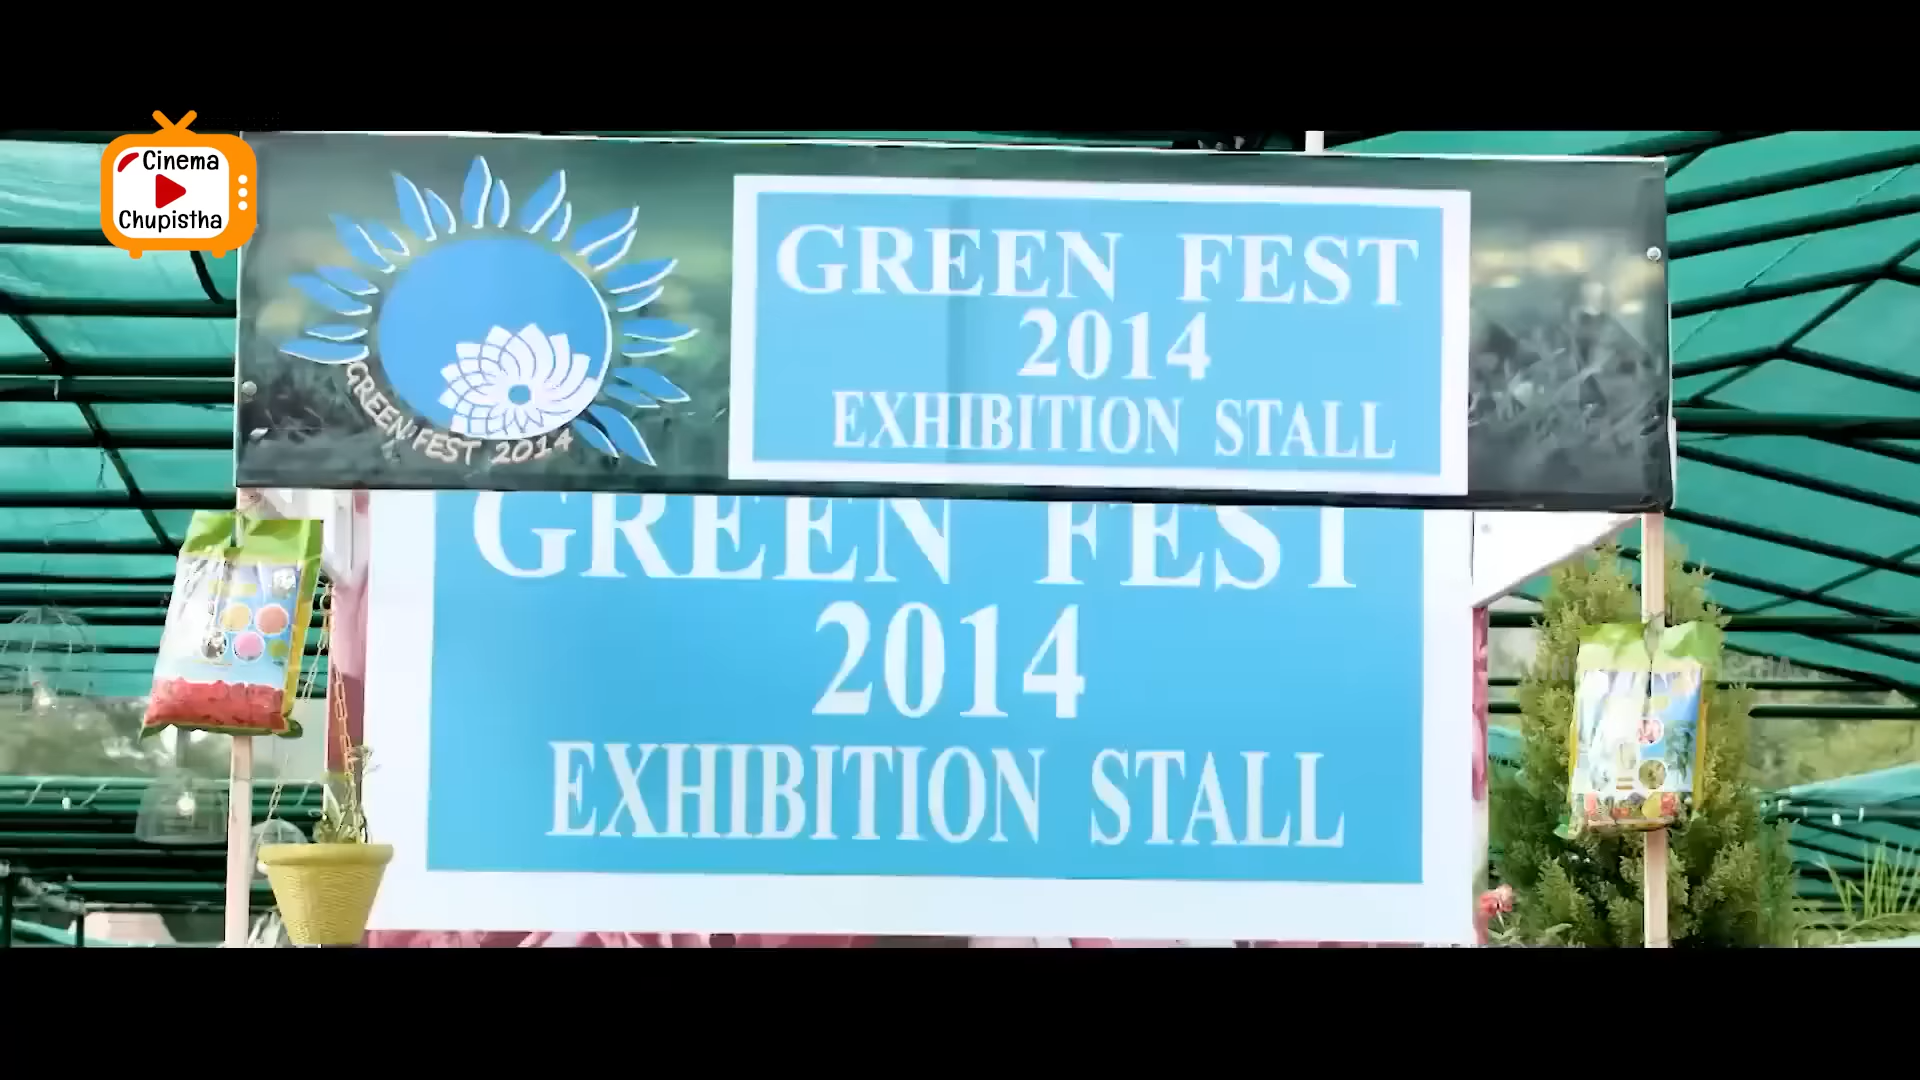 Cinema
Chupistha
GREEN FEST
2014
EXHIBITION STALL
GREEN FEST 2014
GREEN FEST
2014
EXHIBITION STALL